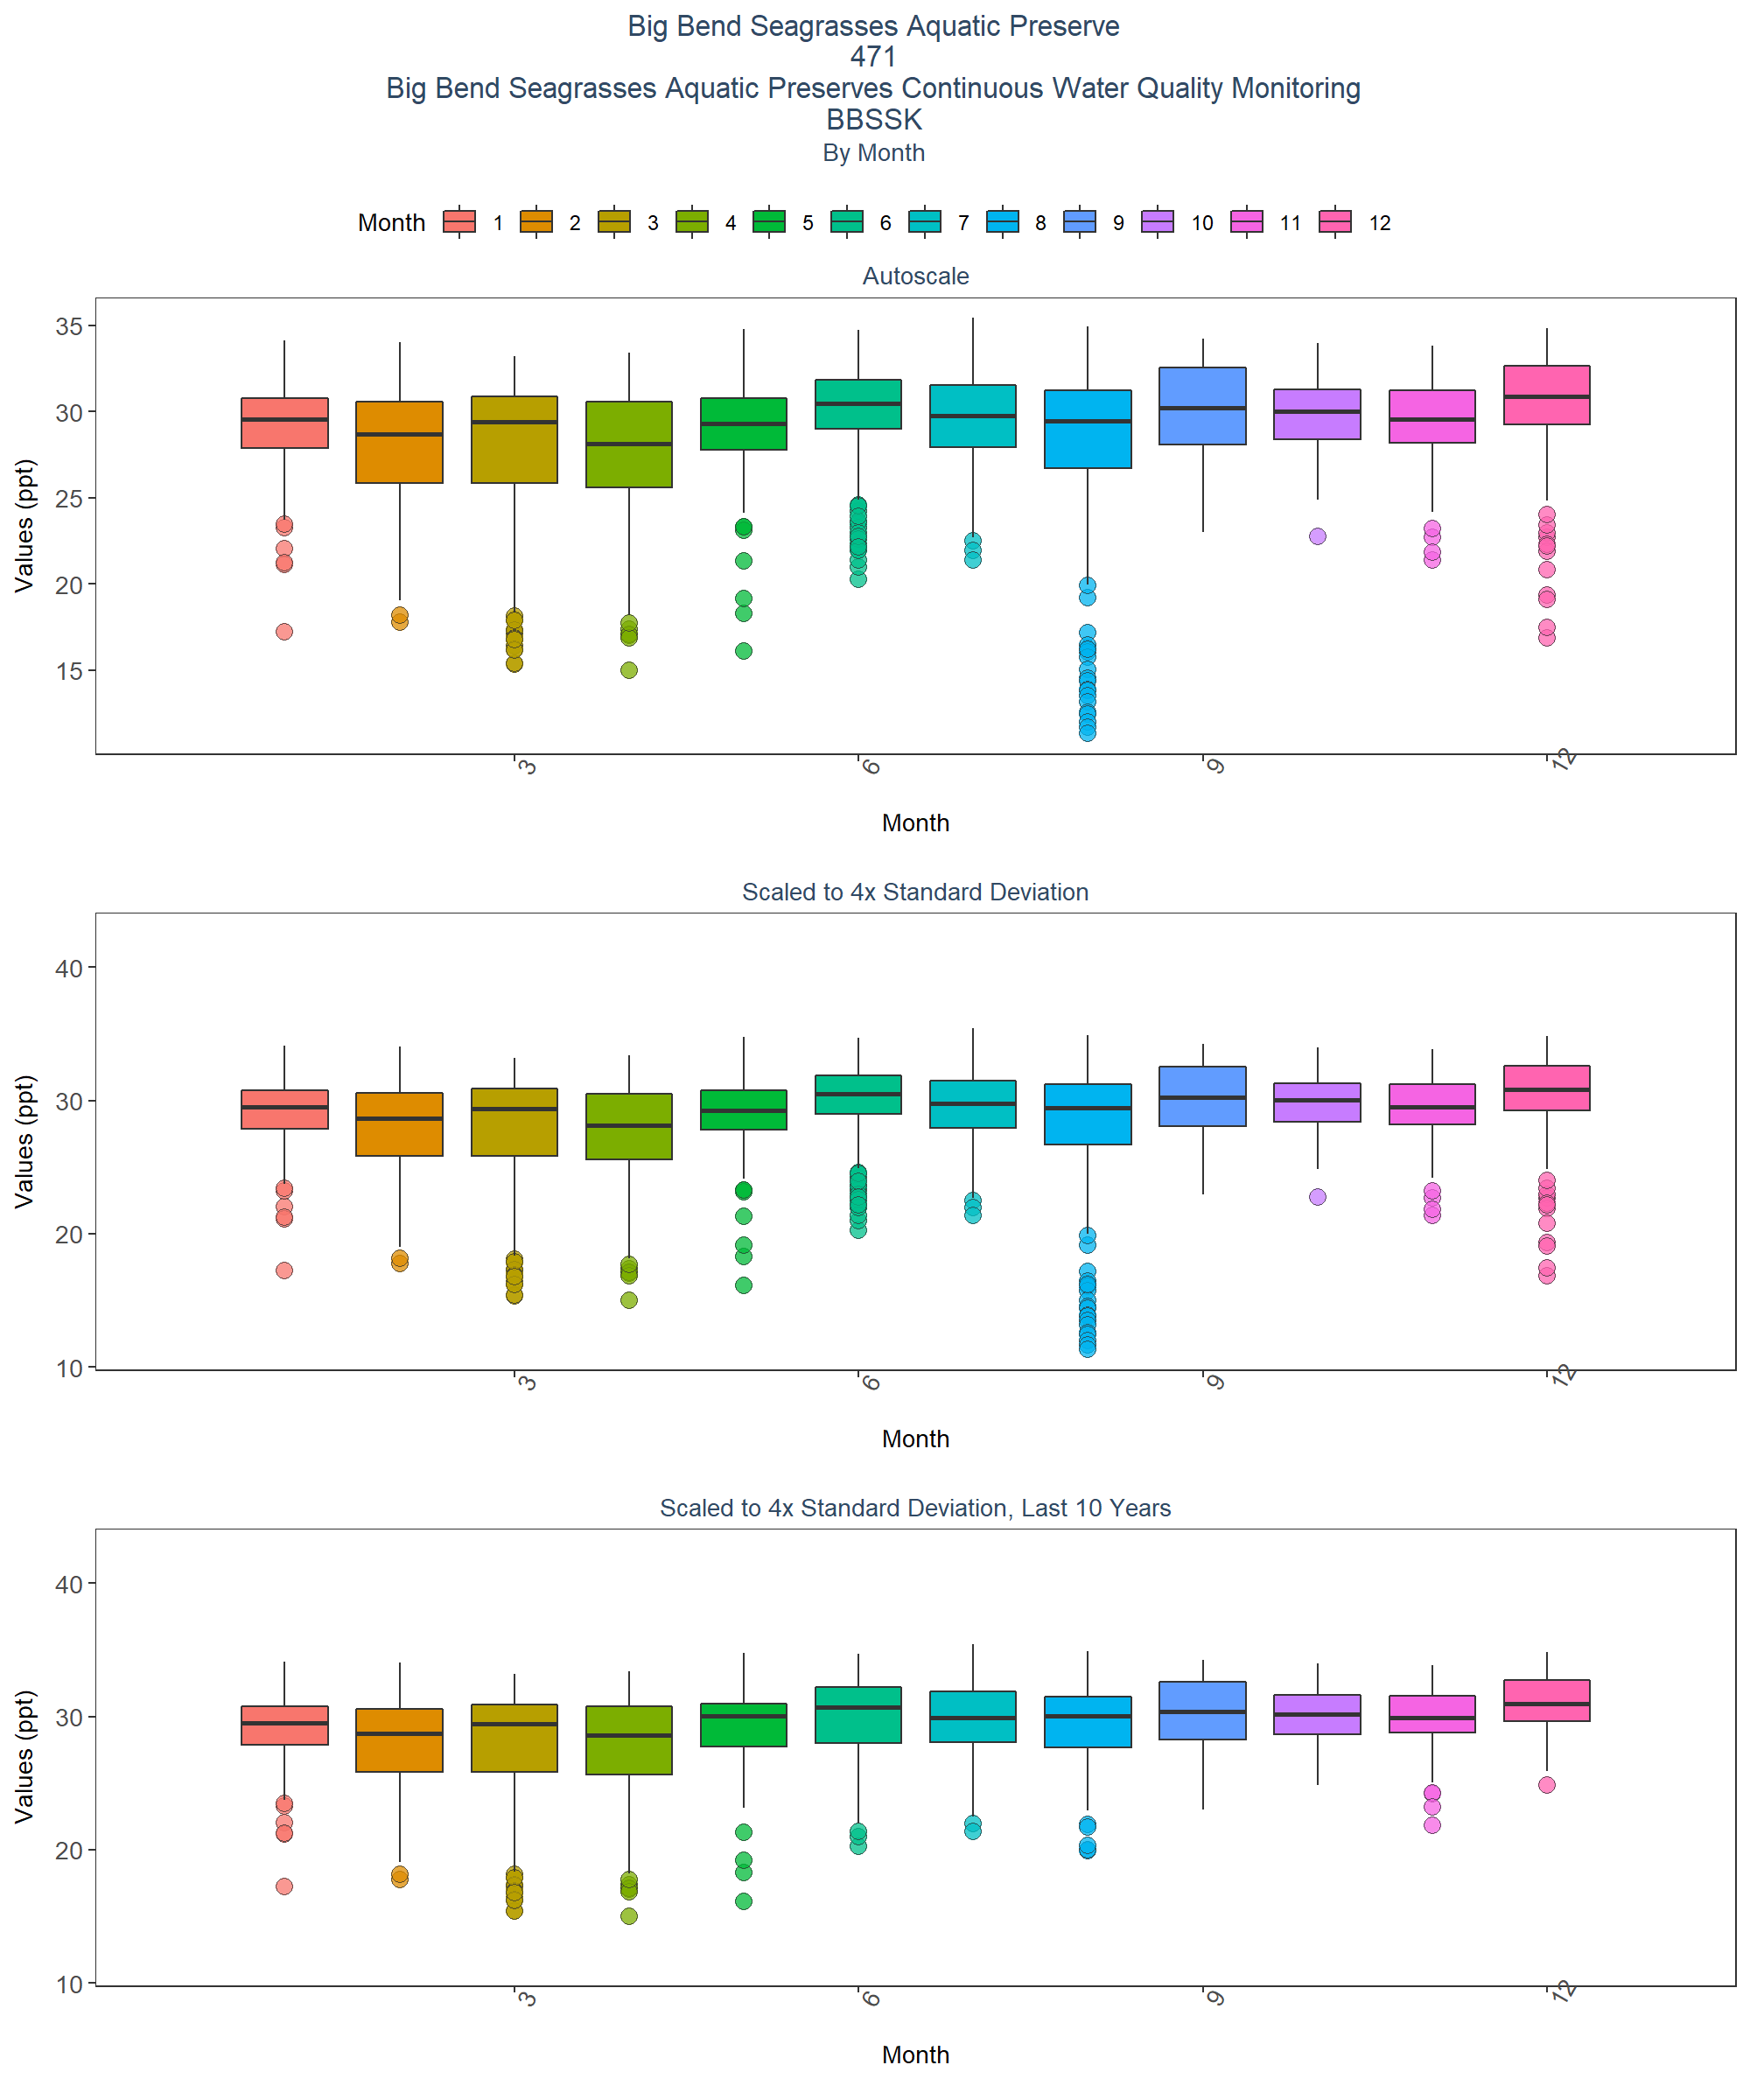 Big Bend Seagrasses Aquatic Preserve
471
Big Bend Seagrasses Aquatic Preserves Continuous Water Quality Monitoring
BBSSK
By Month
Month 1 2 3 4 5 6 7 8 9 10 11 12
Autoscale
Values (ppt)
35
30
25
20
15
3 6 9 12
Month
Scaled to 4x Standard Deviation
Values (ppt)
40
30
20
10
3 6 9 12
Month
Scaled to 4x Standard Deviation, Last 10 Years
Values (ppt)
40
30
20
10
3 6 9 12
Month